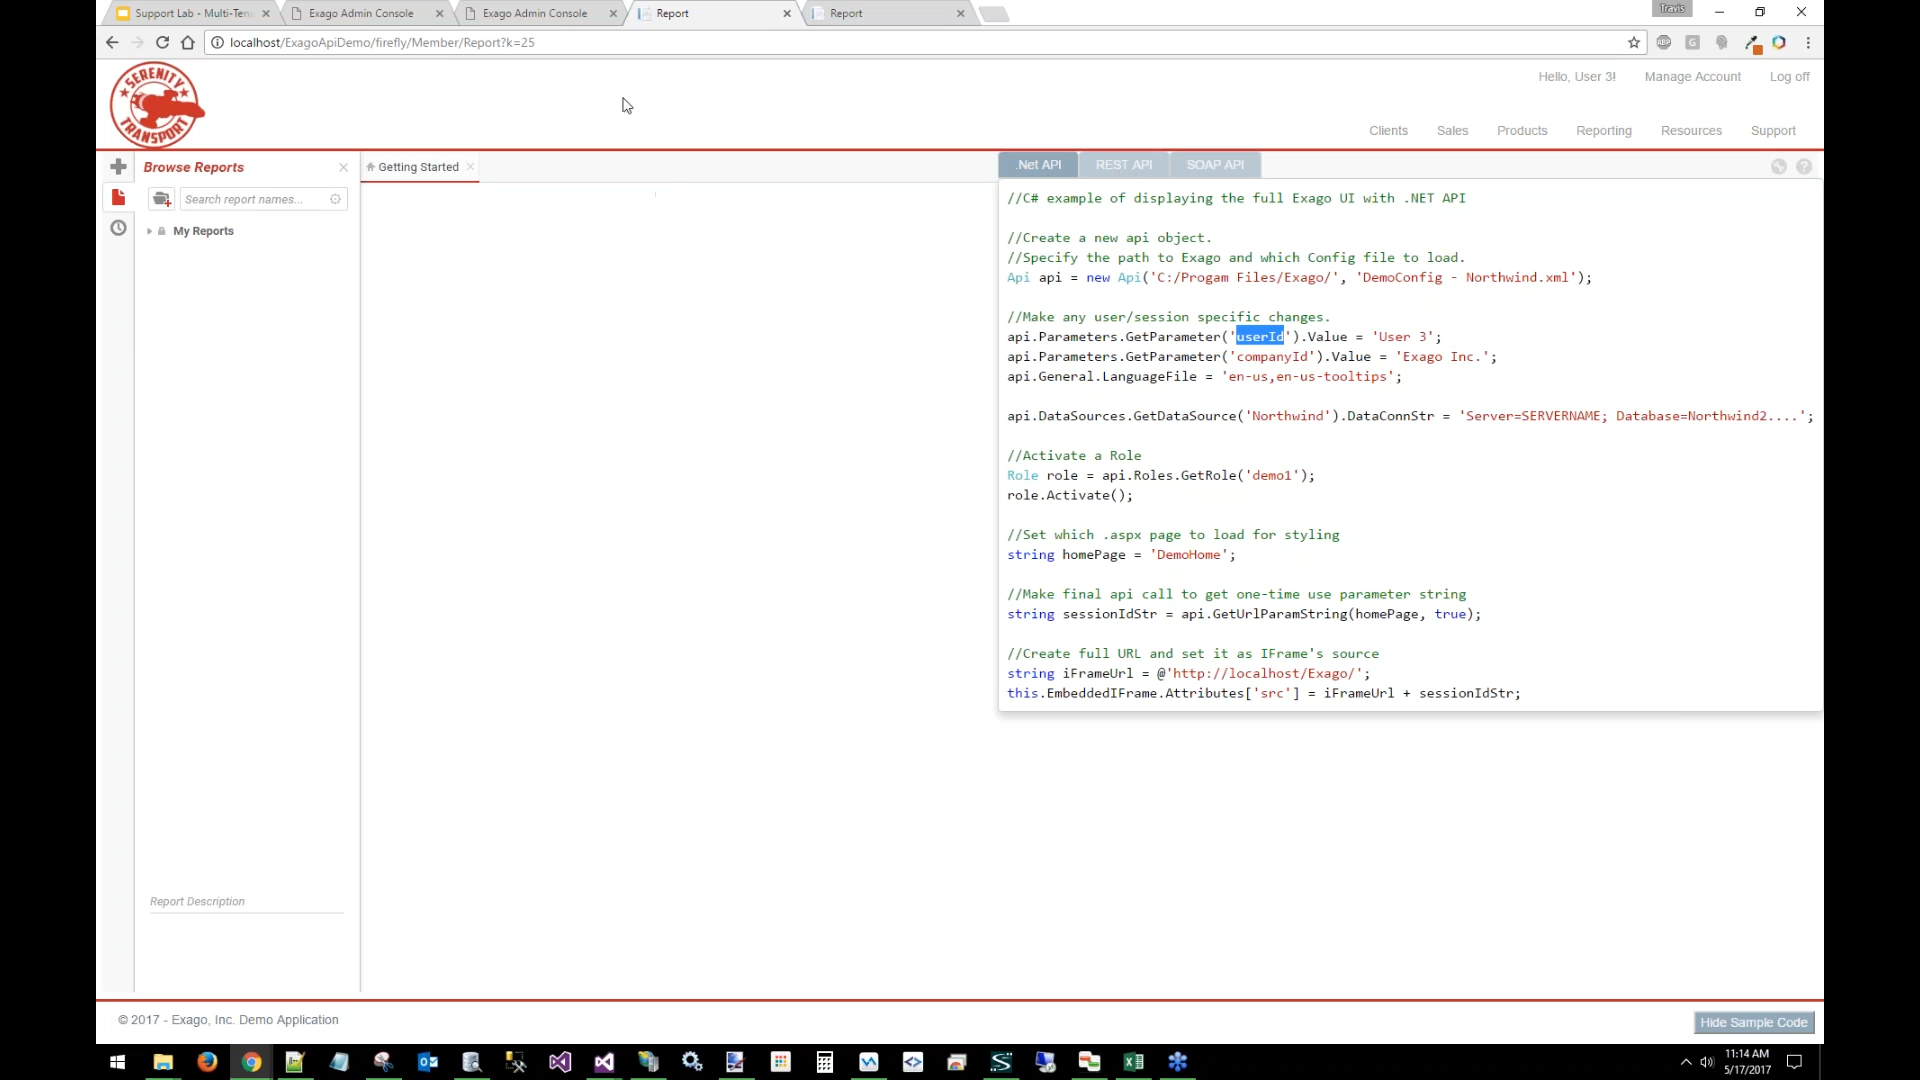 Support Lab - Multi-Ten
Exago Admin Console
Exago Admin Console
Report
Report
Travis
localhost/ExagoApiDemo/firefly/Member/Report?k=25
SERENITY
TRANSPORT
Hello, User 3!
Manage Account
Log off
Clients
Sales
Products
Reporting
Resources
Support
Browse Reports
Search report names...
My Reports
Report Description
Getting Started
.Net API
REST API
SOAP API
//C# example of displaying the full Exago UI with .NET API
//Create a new api object.
//Specify the path to Exago and which Config file to load.
Api api = new Api('C:/Progam Files/Exago/', 'DemoConfig - Northwind.xml');
//Make any user/session specific changes.
api.Parameters.GetParameter('userId').Value = 'User 3';
api.Parameters.GetParameter('companyId').Value = 'Exago Inc.';
api.General.LanguageFile = 'en-us,en-us-tooltips';
api.DataSources.GetDataSource('Northwind').DataConnStr = 'Server=SERVERNAME; Database=Northwind2....';
//Activate a Role
Role role = api.Roles.GetRole('demo1');
role.Activate();
//Set which .aspx page to load for styling
string homePage = 'DemoHome';
//Make final api call to get one-time use parameter string
string sessionIdStr = api.GetUrlParamString(homePage, true);
//Create full URL and set it as IFrame's source
string iFrameUrl = @'http://localhost/Exago/';
this.EmbeddedIFrame.Attributes['src'] = iFrameUrl + sessionIdStr;
© 2017 - Exago, Inc. Demo Application
Hide Sample Code
11:14 AM
5/17/2017